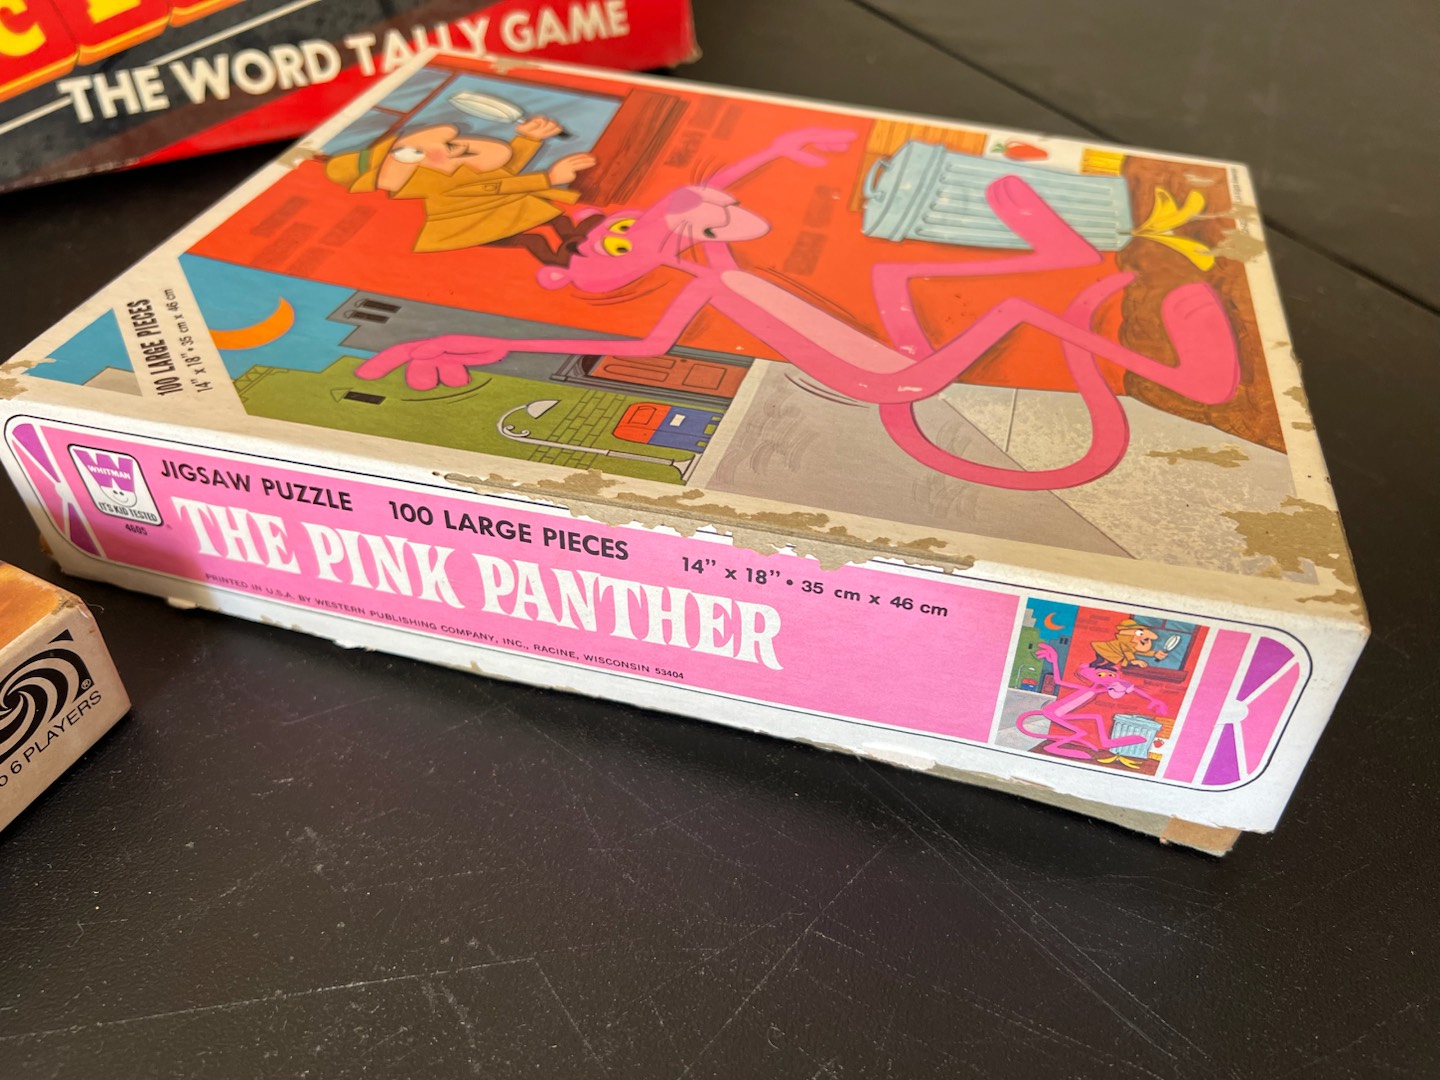 THE WORD TALLY GAME
100 LARGE PIECES
14" x 18" • 35 cm x 46 cm
WHITMAN
IT'S KID TESTED
4605
JIGSAW PUZZLE 100 LARGE PIECES 14" x 18" • 35 cm x 46 cm
THE PINK PANTHER
PRINTED IN U.S.A. BY WESTERN PUBLISHING COMPANY, INC., RACINE, WISCONSIN 53404
6 PLAYERS